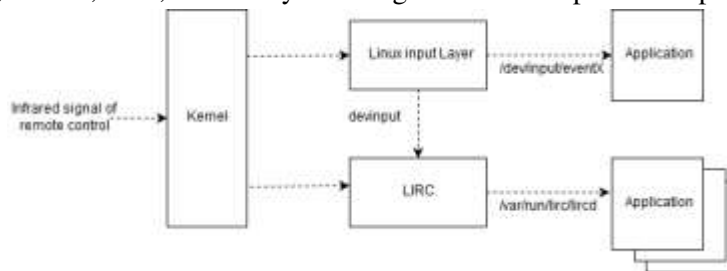 Linux input Layer
Application
/dev/input/eventX
Infrared signal of
remote control
Kernel
devinput
LIRC
Application
/var/run/lirc/lircd